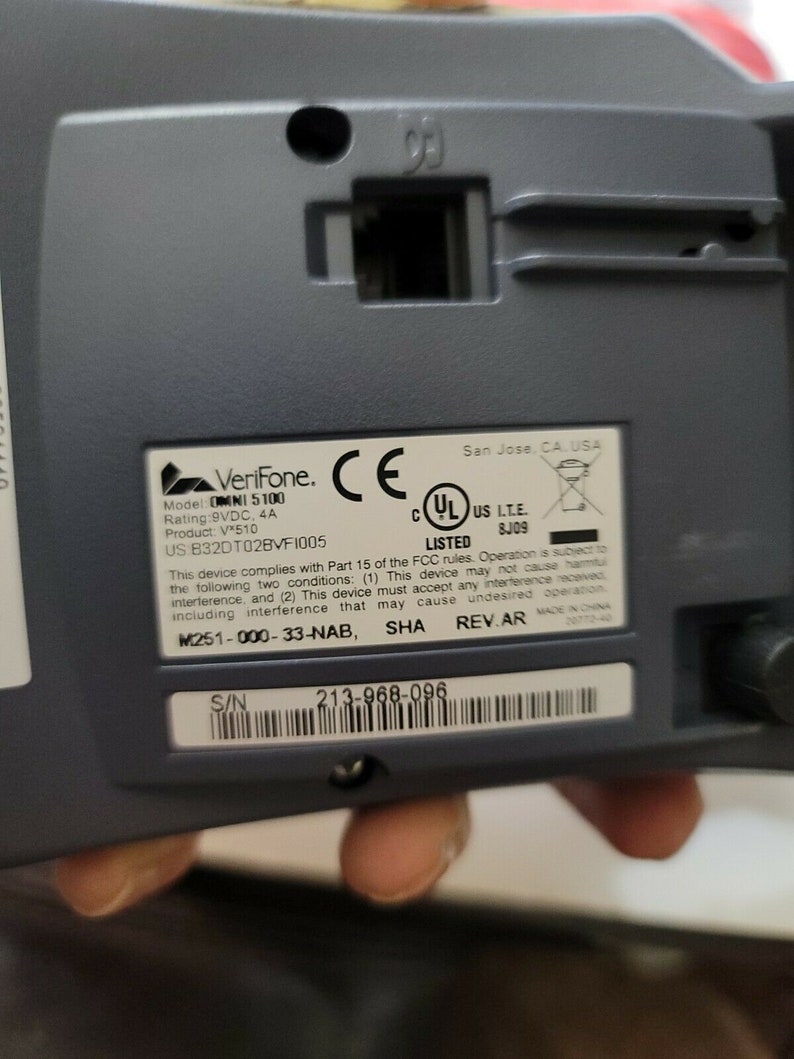 VeriFone® CE San Jose, CA. USA
Model: OMNI 5100
Rating: 9VDC, 4A
Product: Vx510
US:B32DT02BVFI005
C UL US I.T.E.
8J09
LISTED
This device complies with Part 15 of the FCC rules. Operation is subject to
the following two conditions: (1) This device may not cause harmful
interference, and (2) This device must accept any interference received,
including interference that may cause undesired operation.
M251-000-33-NAB, SHA REV.AR MADE IN CHINA
20772-40
S/N 213-968-096